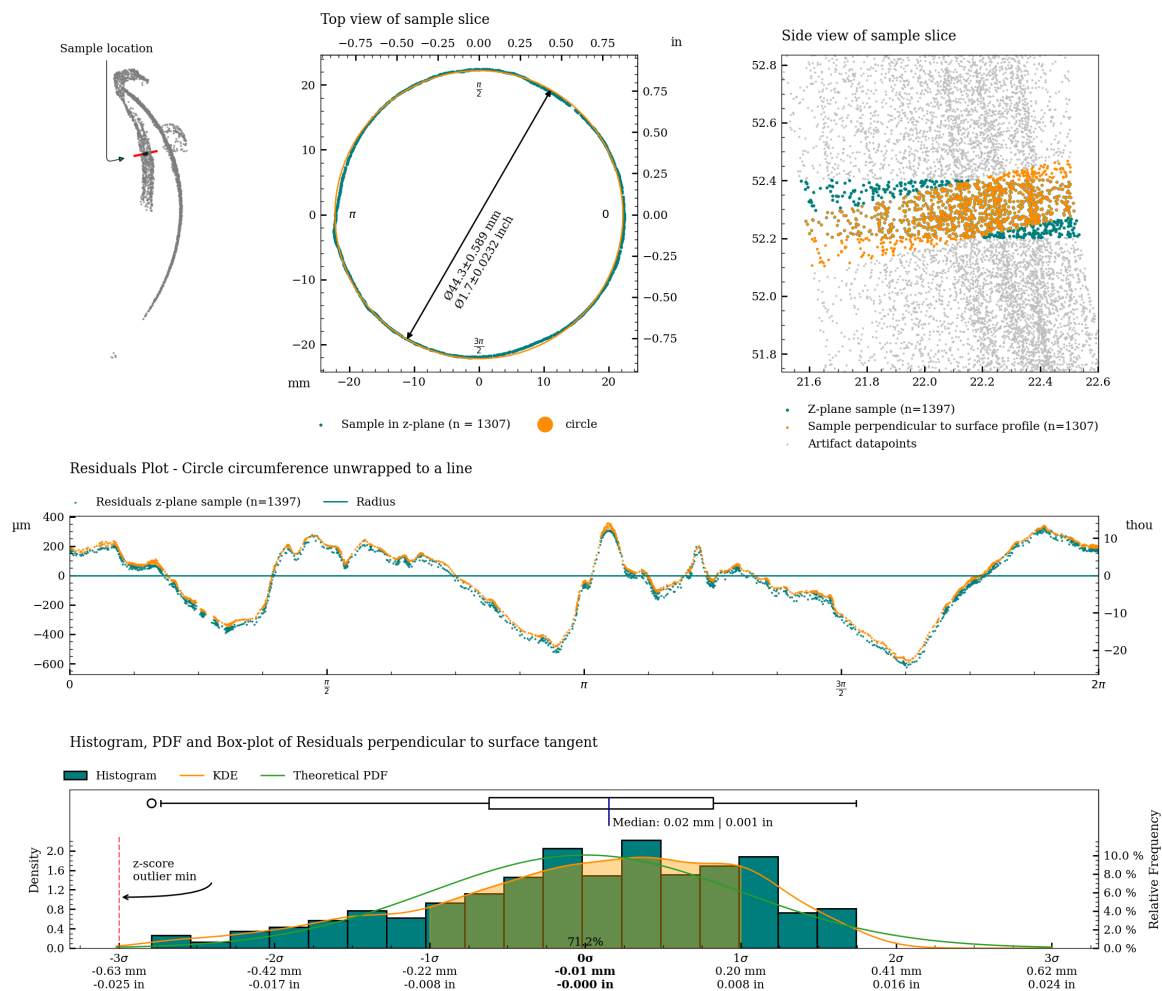 Top view of sample slice
Sample location
Side view of sample slice
−0.75 −0.50 −0.25 0.00 0.25 0.50 0.75 in
20
10
0
−10
−20
mm
π/2
π
0
3π/2
Ø44.3±0.589 mm
Ø1.7±0.0232 inch
0.75
0.50
0.25
0.00
−0.25
−0.50
−0.75
−20 −10 0 10 20
52.8
52.6
52.4
52.2
52.0
51.8
21.6 21.8 22.0 22.2 22.4 22.6
Sample in z-plane (n = 1307) circle
Z-plane sample (n=1397)
Sample perpendicular to surface profile (n=1307)
Artifact datapoints
Residuals Plot - Circle circumference unwrapped to a line
Residuals z-plane sample (n=1397) Radius
µm
400
200
0
−200
−400
−600
thou
10
0
−10
−20
0 π/2 π 3π/2 2π
Histogram, PDF and Box-plot of Residuals perpendicular to surface tangent
Histogram KDE Theoretical PDF
Median: 0.02 mm | 0.001 in
z-score
outlier min
Density
2.0
1.6
1.2
0.8
0.4
0.0
Relative Frequency
10.0 %
8.0 %
6.0 %
4.0 %
2.0 %
0.0 %
71.2%
-3σ -2σ -1σ 0σ 1σ 2σ 3σ
-0.63 mm -0.42 mm -0.22 mm -0.01 mm 0.20 mm 0.41 mm 0.62 mm
-0.025 in -0.017 in -0.008 in -0.000 in 0.008 in 0.016 in 0.024 in